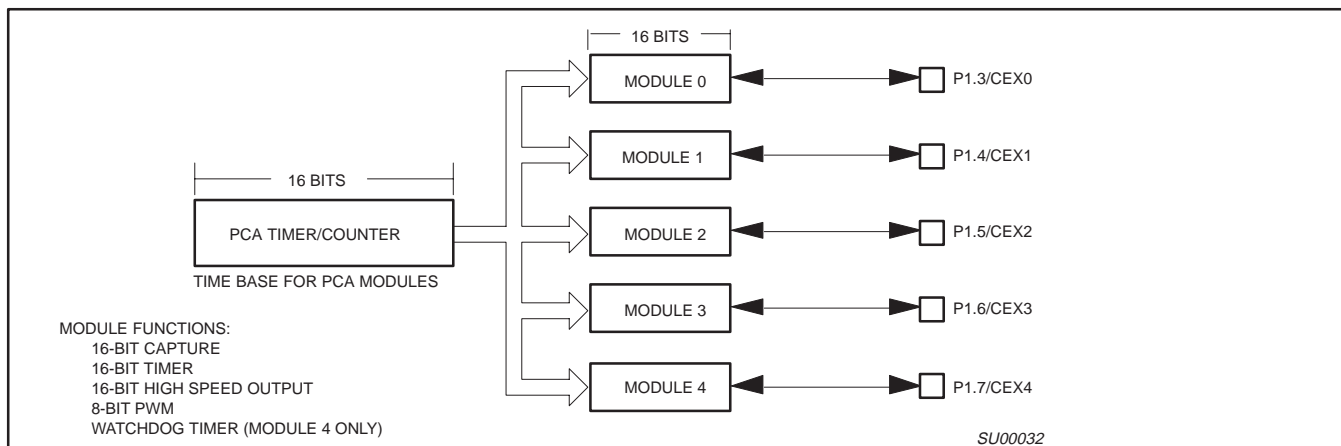 16 BITS
MODULE 0
P1.3/CEX0
MODULE 1
P1.4/CEX1
16 BITS
PCA TIMER/COUNTER
MODULE 2
P1.5/CEX2
TIME BASE FOR PCA MODULES
MODULE 3
P1.6/CEX3
MODULE FUNCTIONS:
16-BIT CAPTURE
16-BIT TIMER
16-BIT HIGH SPEED OUTPUT
8-BIT PWM
WATCHDOG TIMER (MODULE 4 ONLY)
MODULE 4
P1.7/CEX4
SU00032